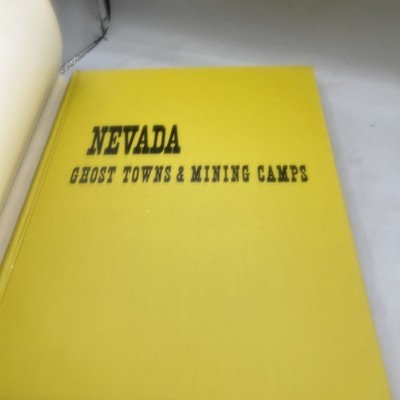 NEVADA
GHOST TOWNS & MINING CAMPS